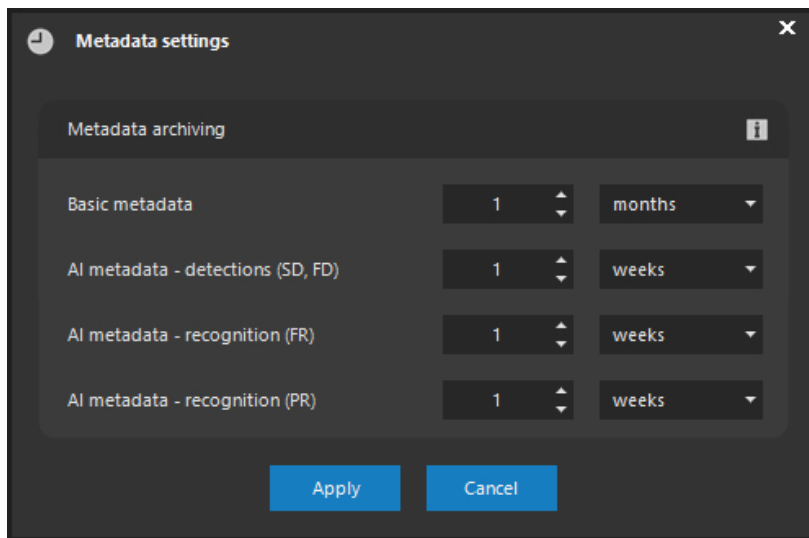 Metadata settings
Metadata archiving
Basic metadata 1 months
AI metadata - detections (SD, FD) 1 weeks
AI metadata - recognition (FR) 1 weeks
AI metadata - recognition (PR) 1 weeks
Apply Cancel